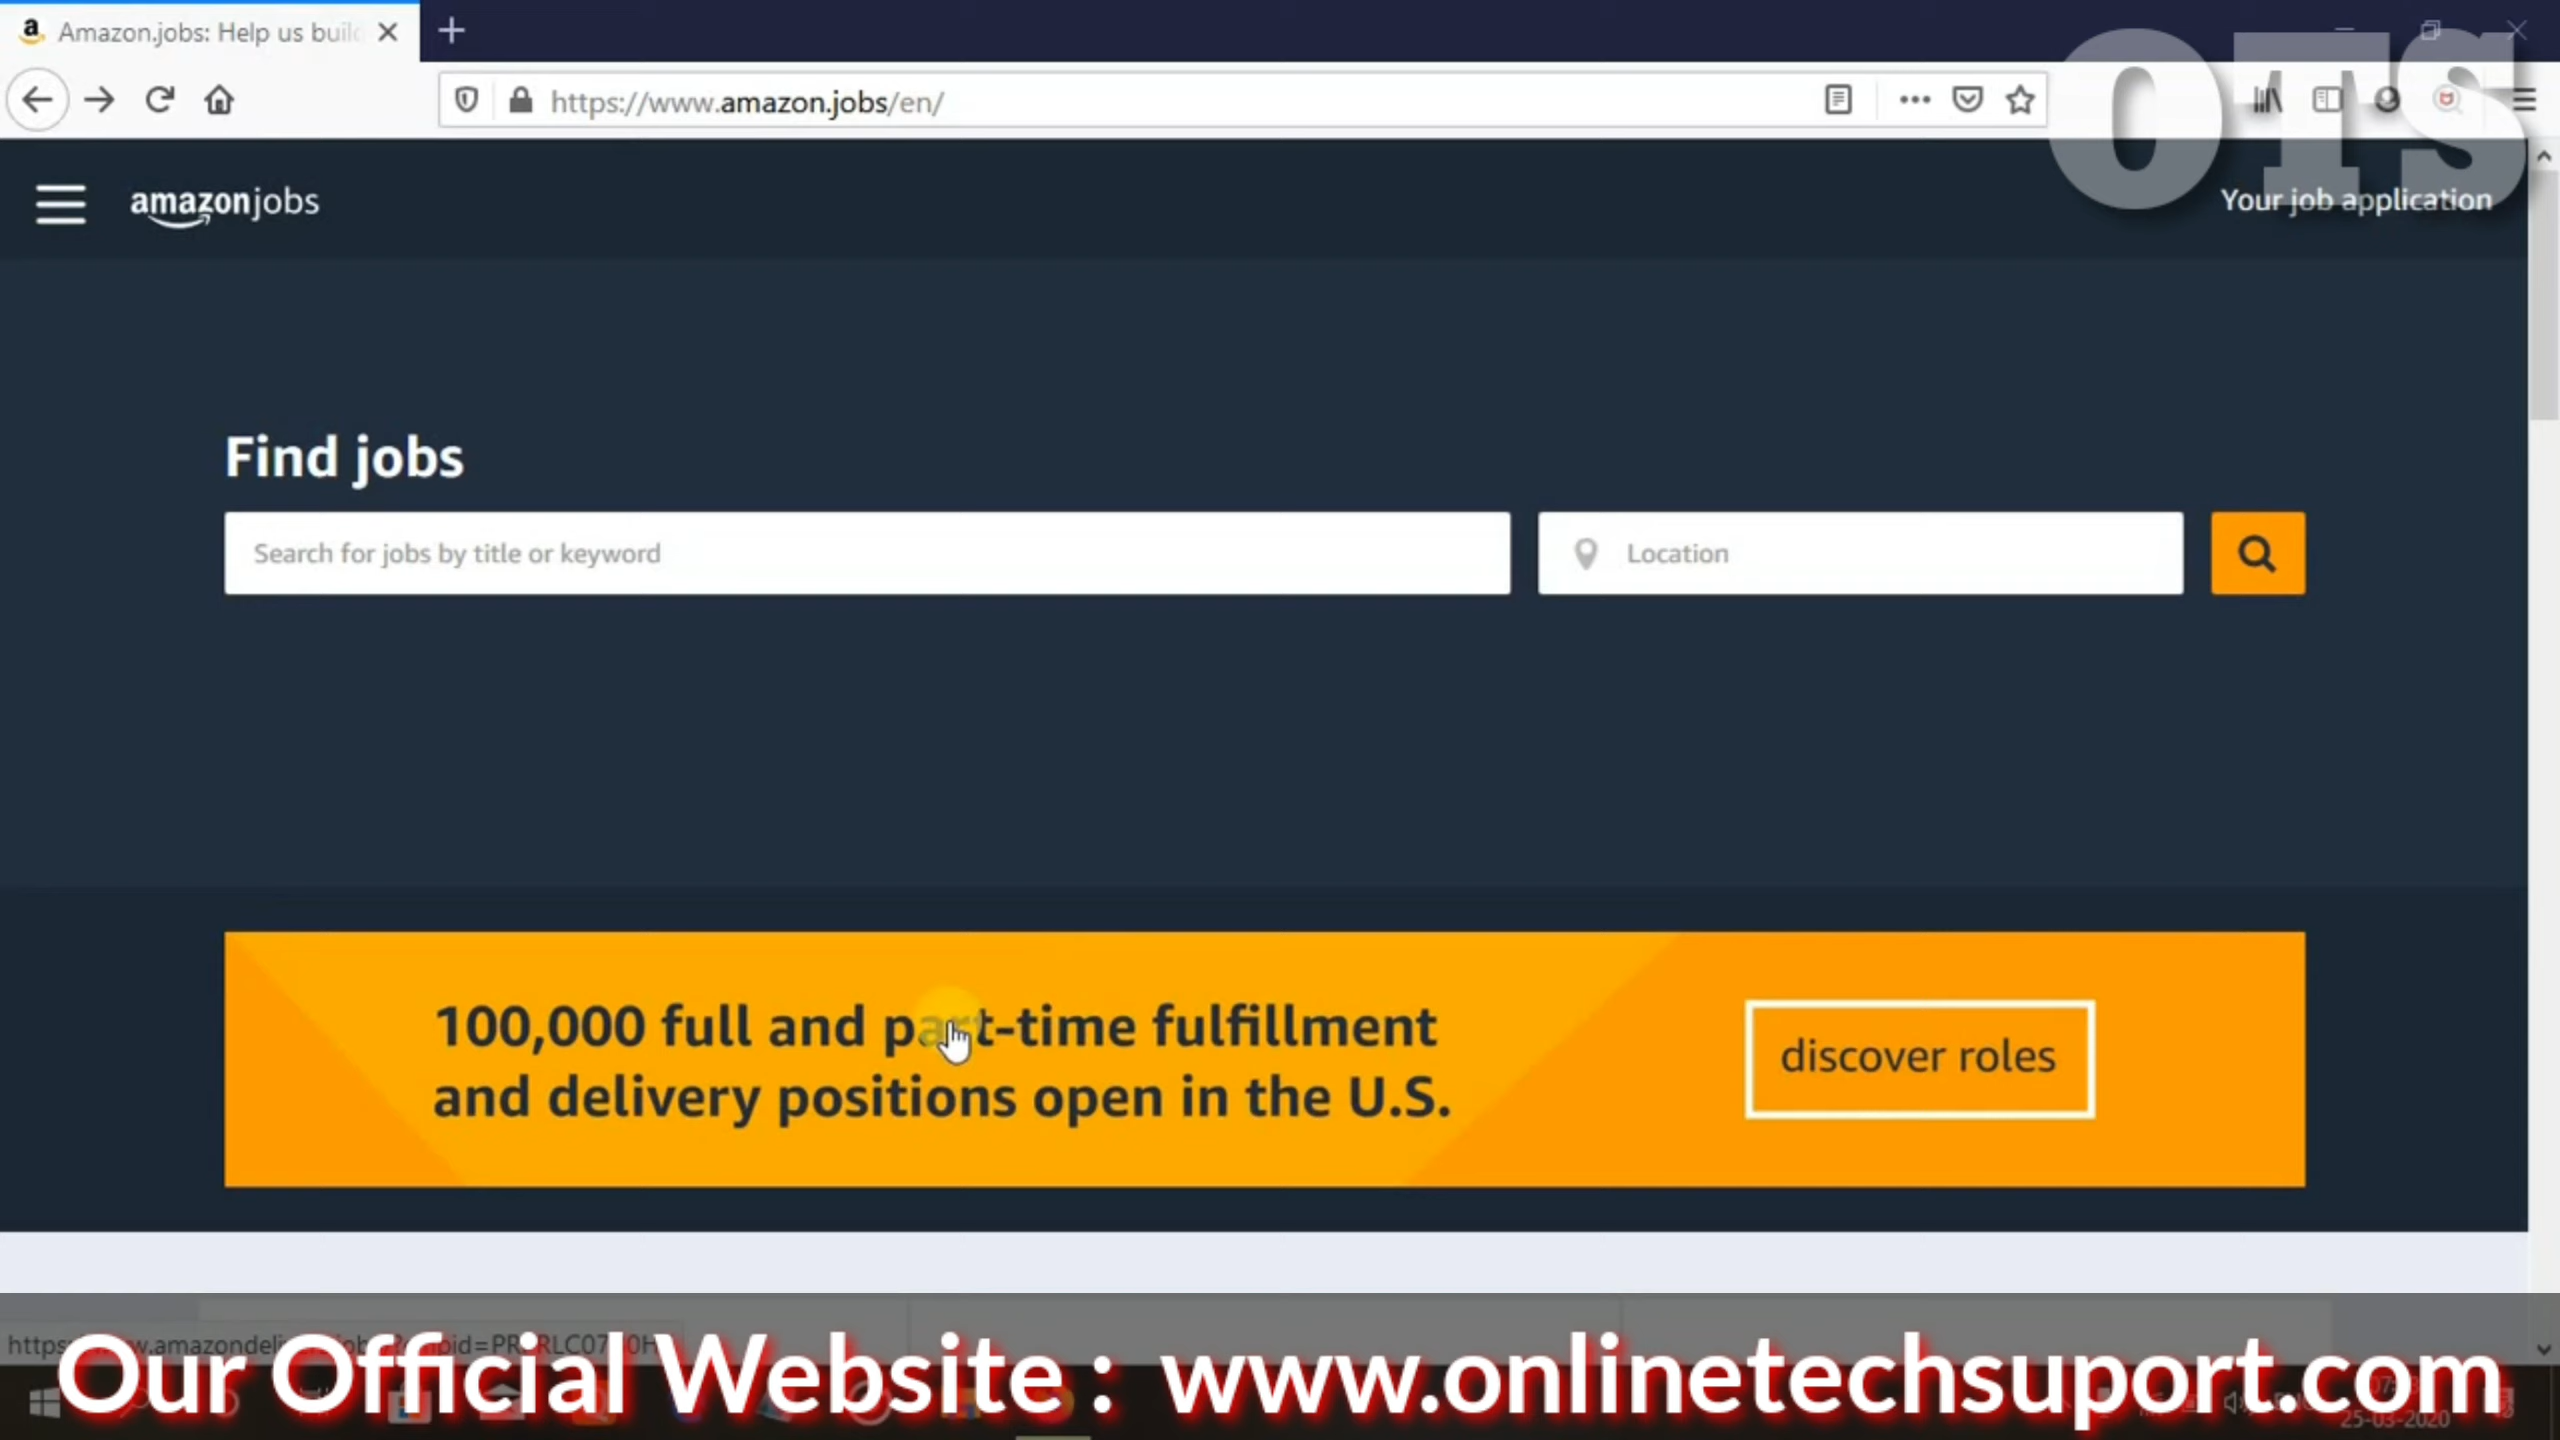 Amazon.jobs: Help us build
OTS
https://www.amazon.jobs/en/
amazonjobs
Your job application
Find jobs
Search for jobs by title or keyword
Location
100,000 full and part-time fulfillment
and delivery positions open in the U.S.
discover roles
Our Official Website : www.onlinetechsuport.com
25-03-2020